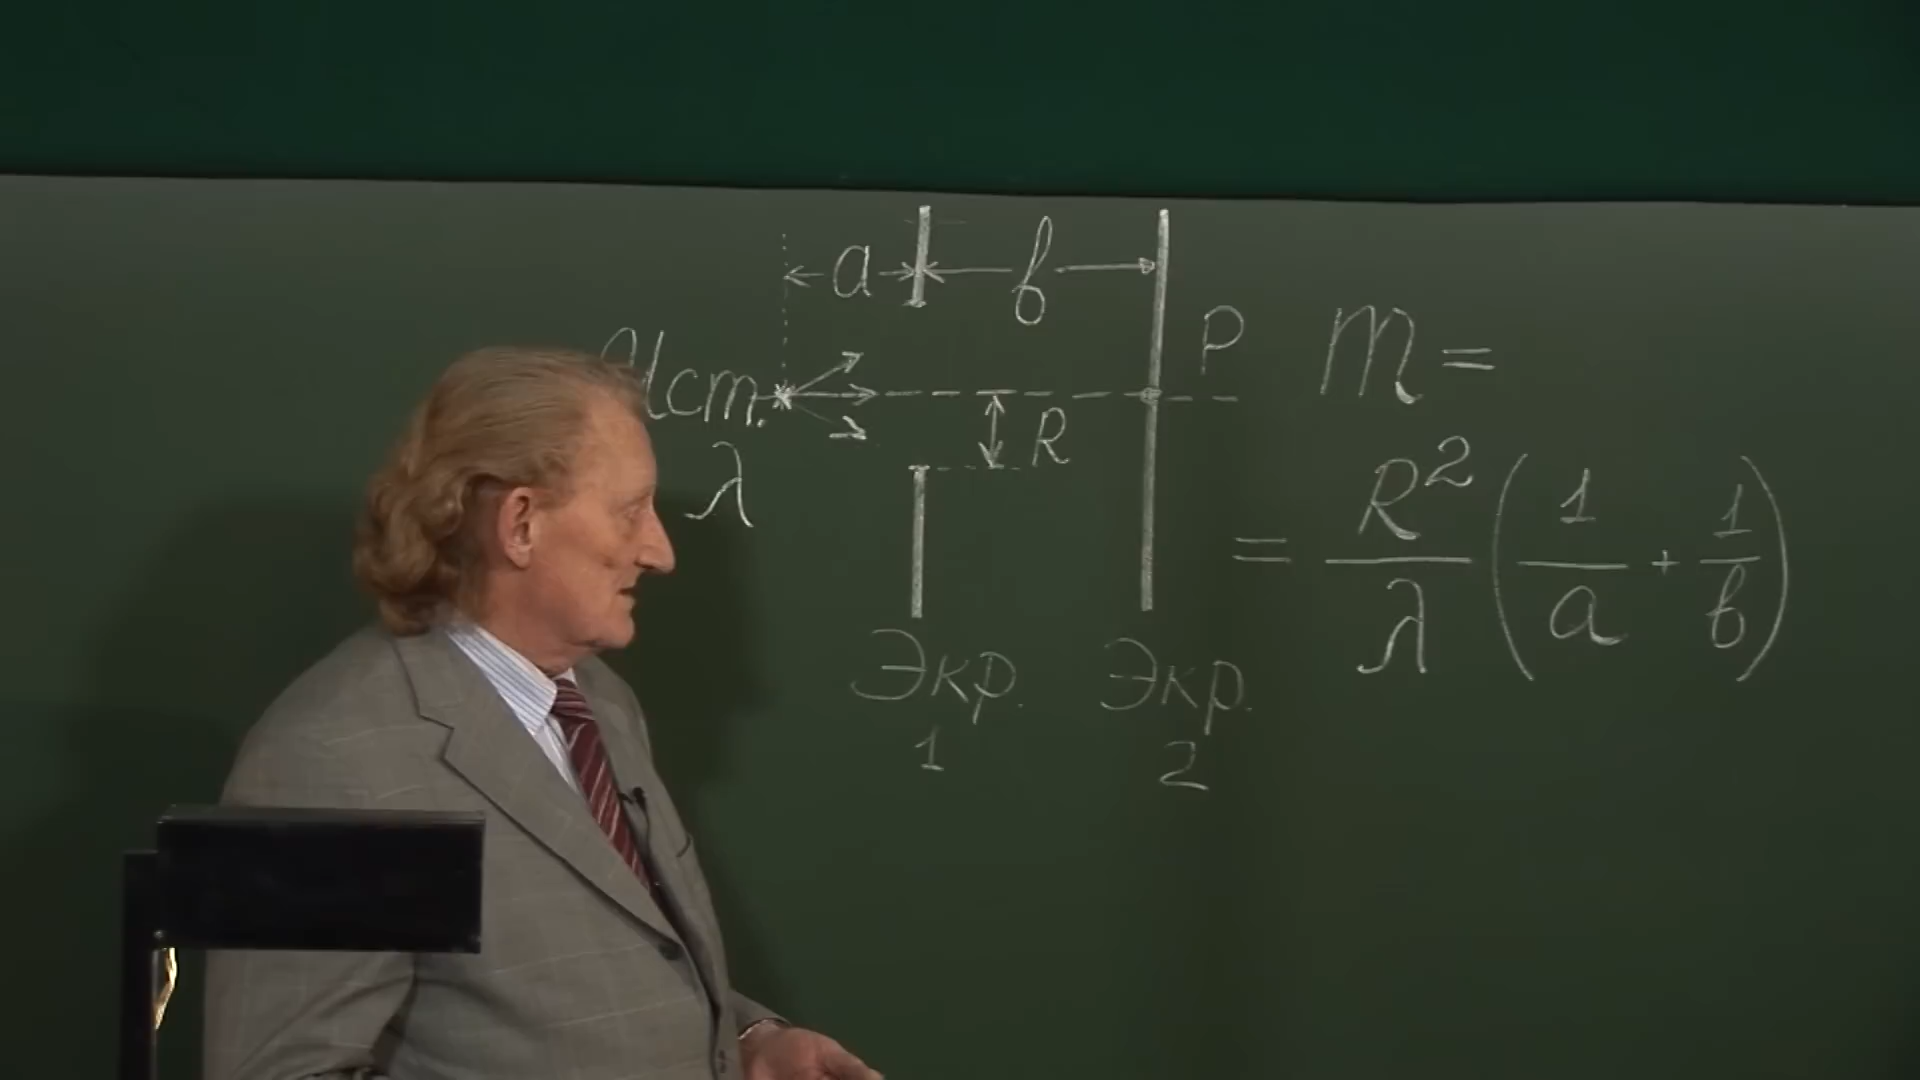 a в
Ист. P m =
λ R
= R²/λ (1/a + 1/в)
Экр. Экр.
1 2